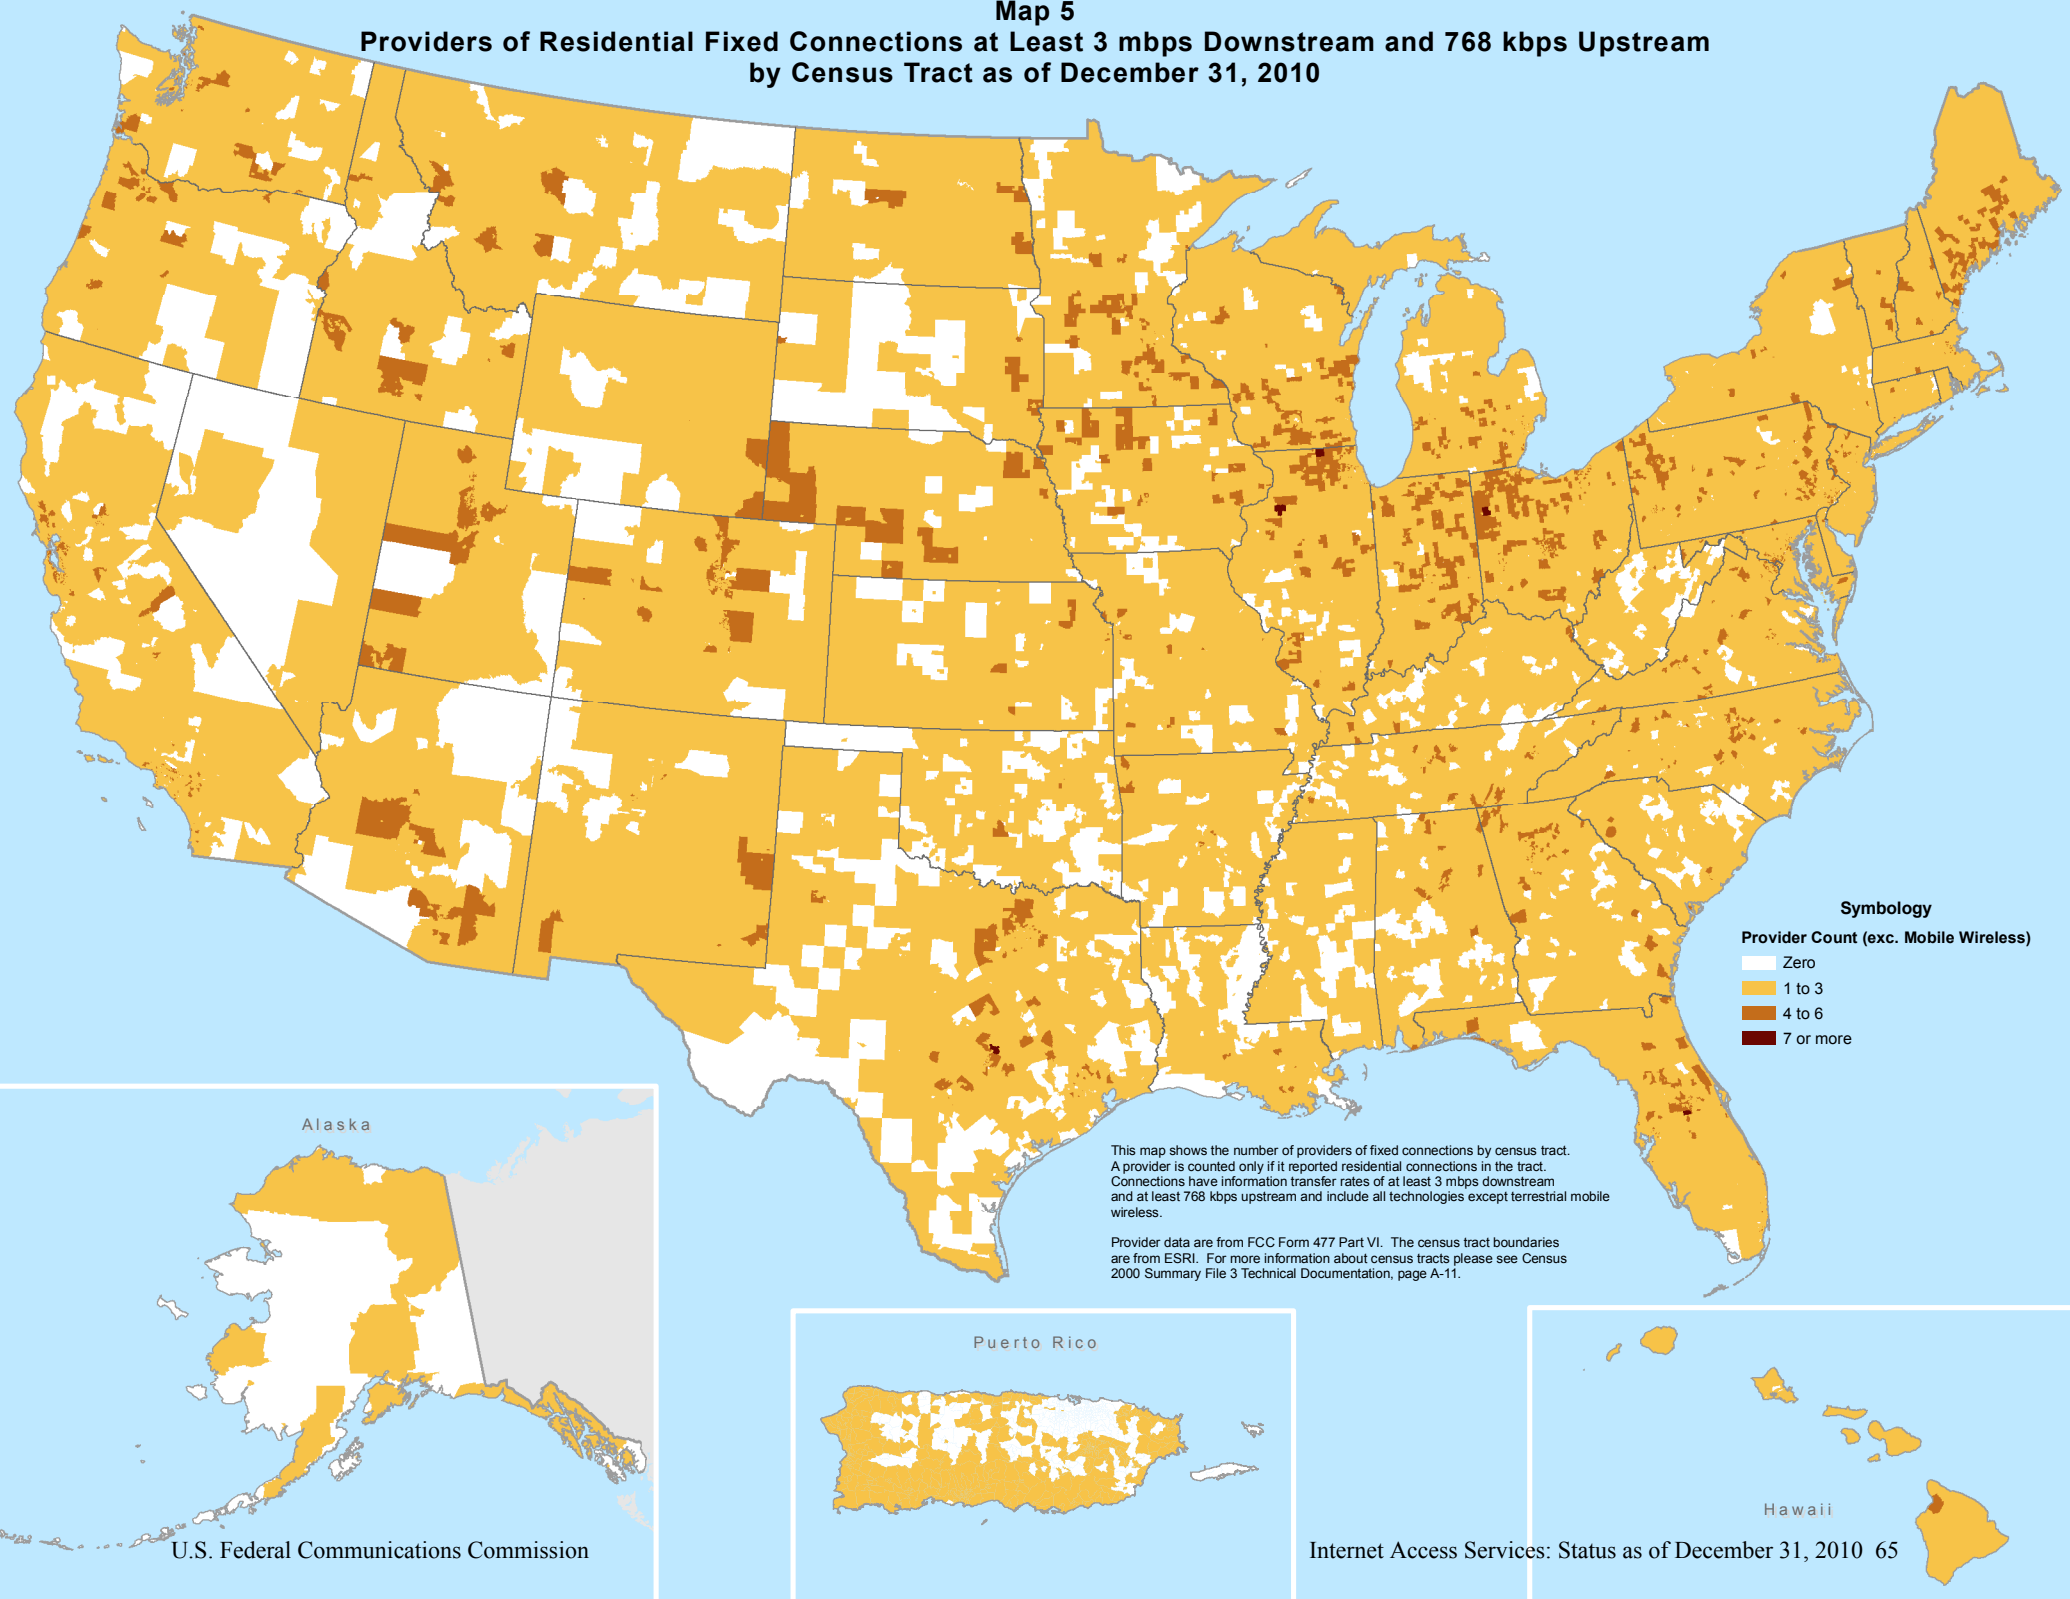 Map 5
Providers of Residential Fixed Connections at Least 3 mbps Downstream and 768 kbps Upstream
by Census Tract as of December 31, 2010
Symbology
Provider Count (exc. Mobile Wireless)
Zero
1 to 3
4 to 6
7 or more
Alaska
This map shows the number of providers of fixed connections by census tract.
A provider is counted only if it reported residential connections in the tract.
Connections have information transfer rates of at least 3 mbps downstream
and at least 768 kbps upstream and include all technologies except terrestrial mobile
wireless.
Provider data are from FCC Form 477 Part VI.  The census tract boundaries
are from ESRI.  For more information about census tracts please see Census
2000 Summary File 3 Technical Documentation, page A-11.
Puerto Rico
Hawaii
U.S. Federal Communications Commission
Internet Access Services: Status as of December 31, 2010  65